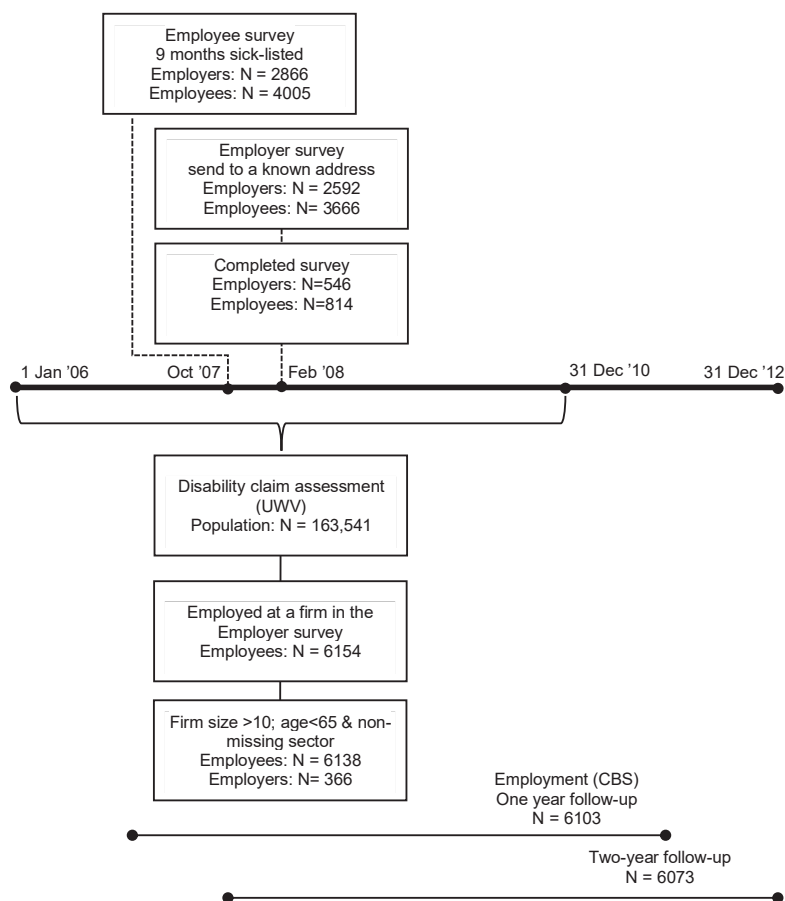 Employee survey
9 months sick-listed
Employers: N = 2866
Employees: N = 4005
Employer survey
send to a known address
Employers: N = 2592
Employees: N= 3666
Completed survey
Employers: N=546
Employees: N=814
1 Jan ’06
Oct ’07
Feb ’08
31 Dec ’10
31 Dec ’12
Disability claim assessment
(UWV)
Population: N = 163,541
Employed at a firm in the
Employer survey
Employees: N = 6154
Firm size >10; age<65 & non-
missing sector
Employees: N = 6138
Employers: N= 366
Employment (CBS)
One year follow-up
N = 6103
Two-year follow-up
N = 6073